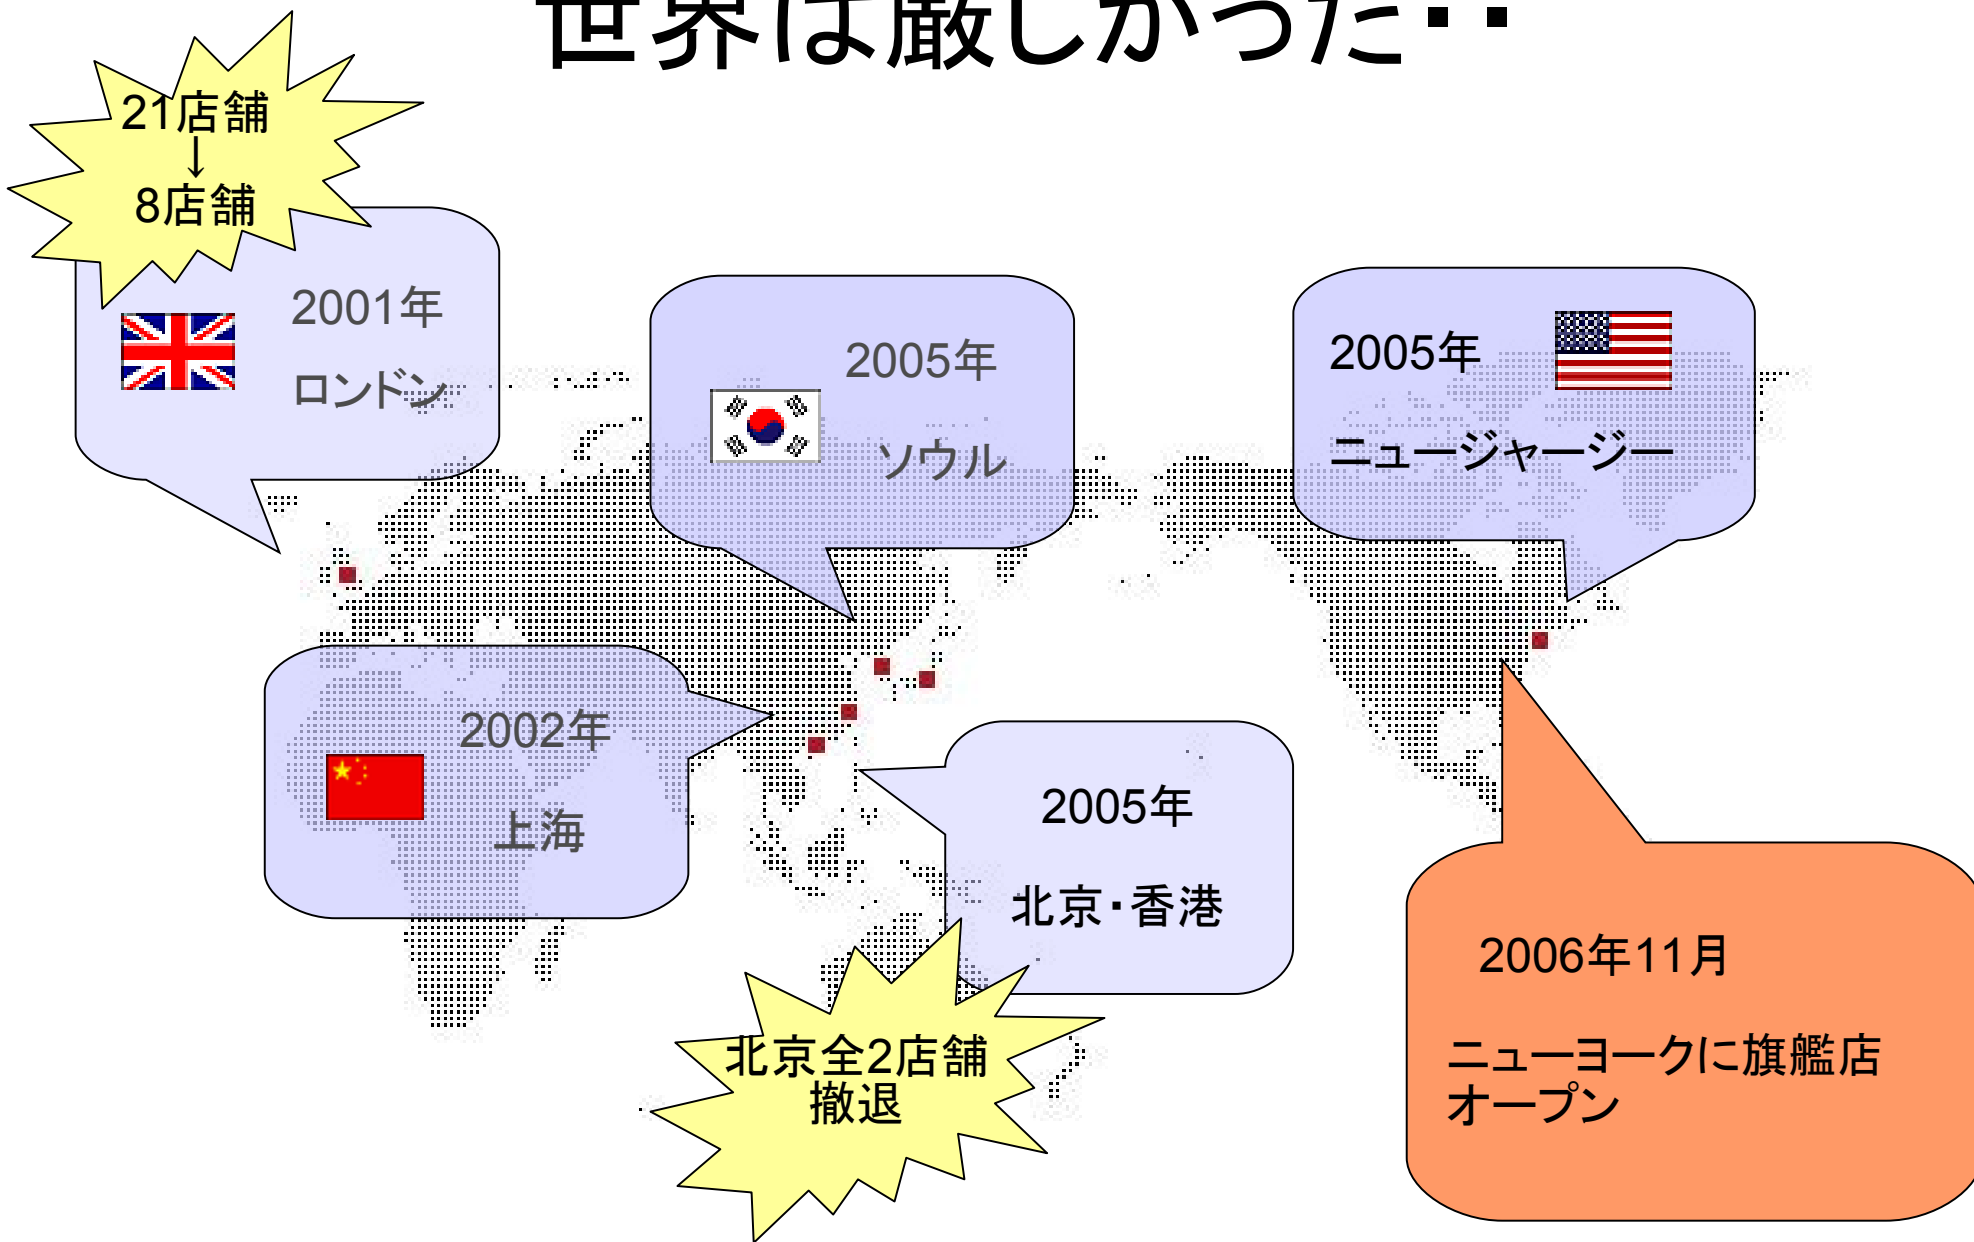 世界は厳しかった・・
21店舗
↓
8店舗
2001年
ロンドン
2005年
ソウル
2005年
ニュージャージー
2002年
上海
2005年
北京・香港
北京全2店舗
撤退
2006年11月
ニューヨークに旗艦店
オープン